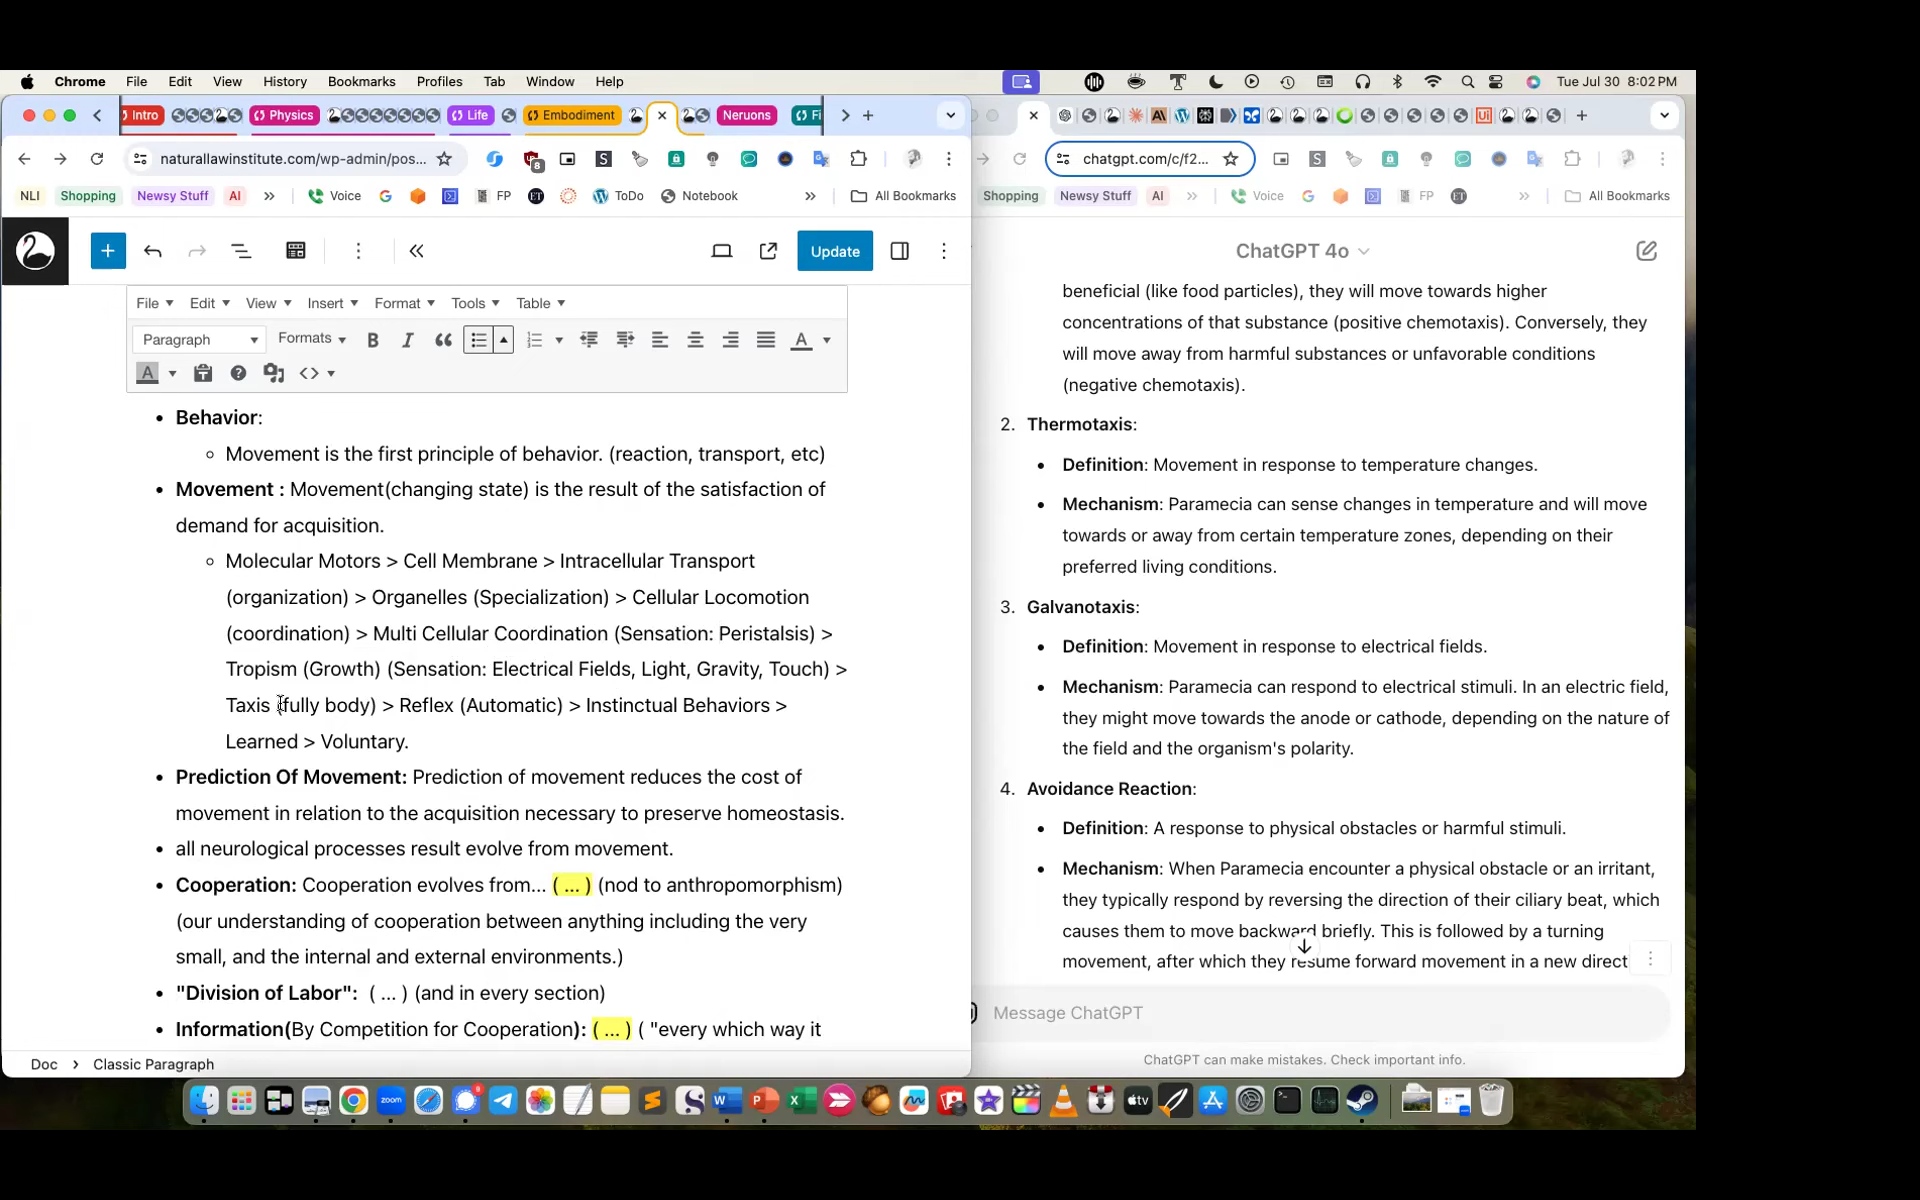 Chrome File Edit View History Bookmarks Profiles Tab Window Help Tue Jul 30 8:02 PM
Intro Physics Life Embodiment Neruons Fi
naturallawinstitute.com/wp-admin/pos... 8
chatgpt.com/c/f2...
NLI Shopping Newsy Stuff AI » Voice FP ET ToDo Notebook » All Bookmarks
Shopping Newsy Stuff AI » Voice FP ET » All Bookmarks
Update
File Edit View Insert Format Tools Table
Paragraph Formats B I A
A
• Behavior:
Movement is the first principle of behavior. (reaction, transport, etc)
• Movement : Movement(changing state) is the result of the satisfaction of
demand for acquisition.
Molecular Motors > Cell Membrane > Intracellular Transport
(organization) > Organelles (Specialization) > Cellular Locomotion
(coordination) > Multi Cellular Coordination (Sensation: Peristalsis) >
Tropism (Growth) (Sensation: Electrical Fields, Light, Gravity, Touch) >
Taxis (fully body) > Reflex (Automatic) > Instinctual Behaviors >
Learned > Voluntary.
• Prediction Of Movement: Prediction of movement reduces the cost of
movement in relation to the acquisition necessary to preserve homeostasis.
• all neurological processes result evolve from movement.
• Cooperation: Cooperation evolves from... ( ... ) (nod to anthropomorphism)
(our understanding of cooperation between anything including the very
small, and the internal and external environments.)
• "Division of Labor": ( ... ) (and in every section)
• Information(By Competition for Cooperation): ( ... ) ( "every which way it
Doc > Classic Paragraph
ChatGPT 4o
beneficial (like food particles), they will move towards higher
concentrations of that substance (positive chemotaxis). Conversely, they
will move away from harmful substances or unfavorable conditions
(negative chemotaxis).
2. Thermotaxis:
• Definition: Movement in response to temperature changes.
• Mechanism: Paramecia can sense changes in temperature and will move
towards or away from certain temperature zones, depending on their
preferred living conditions.
3. Galvanotaxis:
• Definition: Movement in response to electrical fields.
• Mechanism: Paramecia can respond to electrical stimuli. In an electric field,
they might move towards the anode or cathode, depending on the nature of
the field and the organism's polarity.
4. Avoidance Reaction:
• Definition: A response to physical obstacles or harmful stimuli.
• Mechanism: When Paramecia encounter a physical obstacle or an irritant,
they typically respond by reversing the direction of their ciliary beat, which
causes them to move backward briefly. This is followed by a turning
movement, after which they resume forward movement in a new direct
Message ChatGPT
ChatGPT can make mistakes. Check important info.
zoom W P X tv